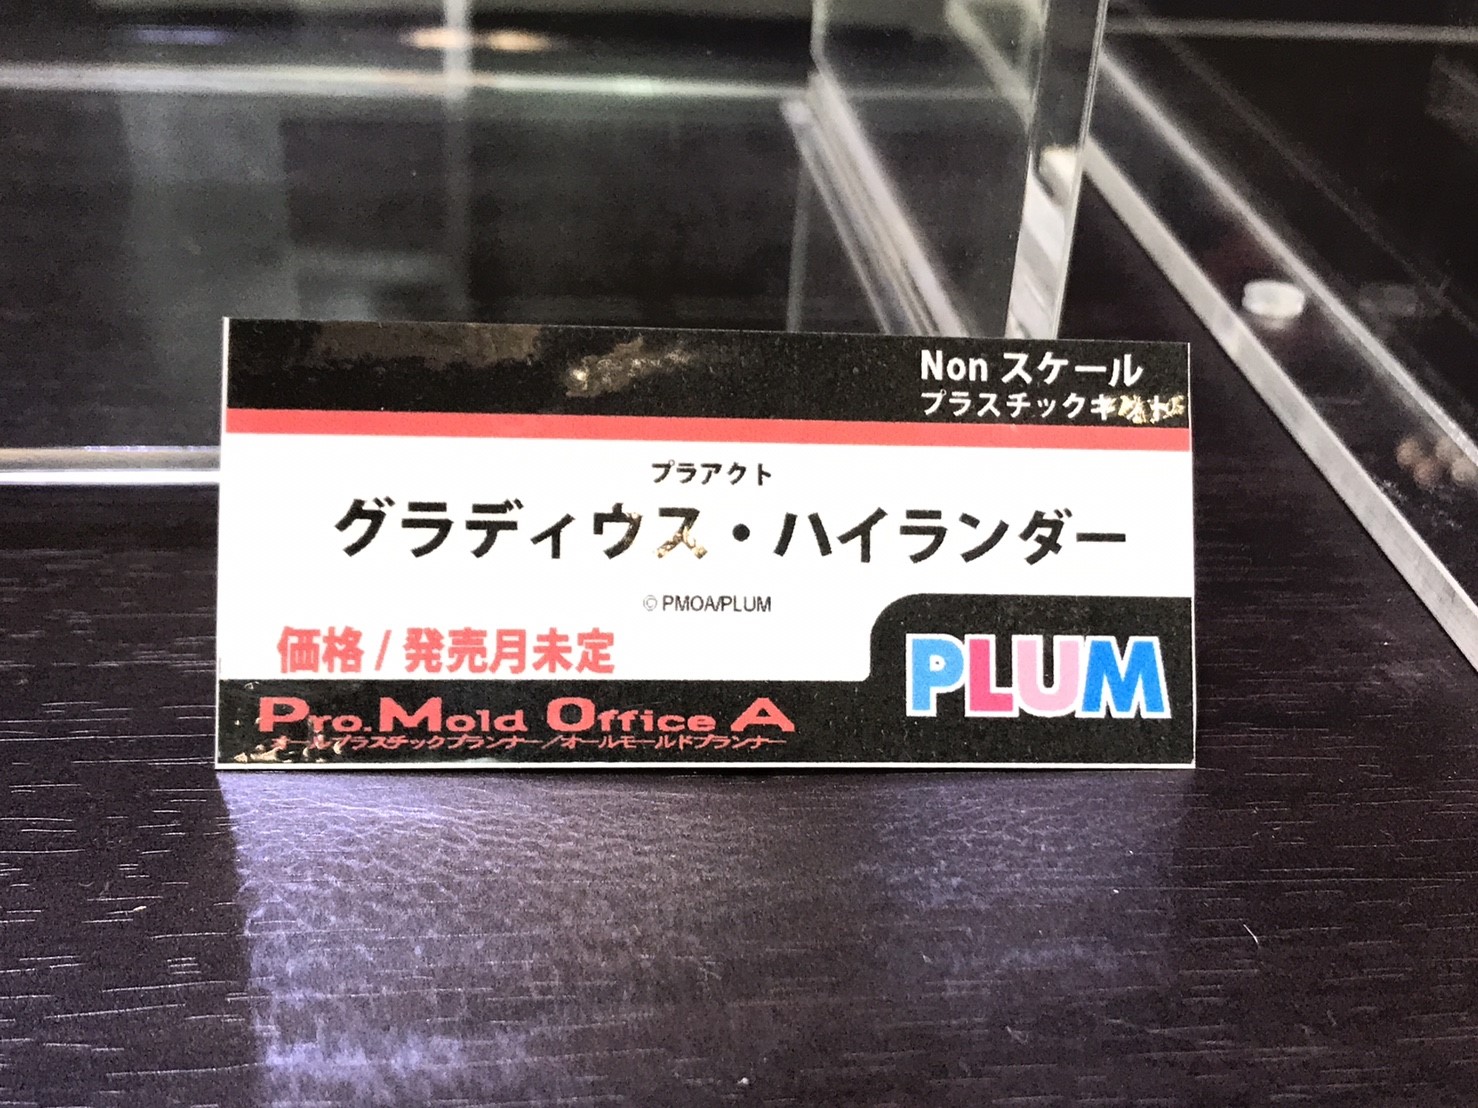 Non スケール
プラスチックキ
プラアクト
グラディウス・ハイランダー
© PMOA/PLUM
価格 / 発売月未定
PLUM
Pro.Mold Office A
オールプラスチックプランナー／オールモールドプランナー